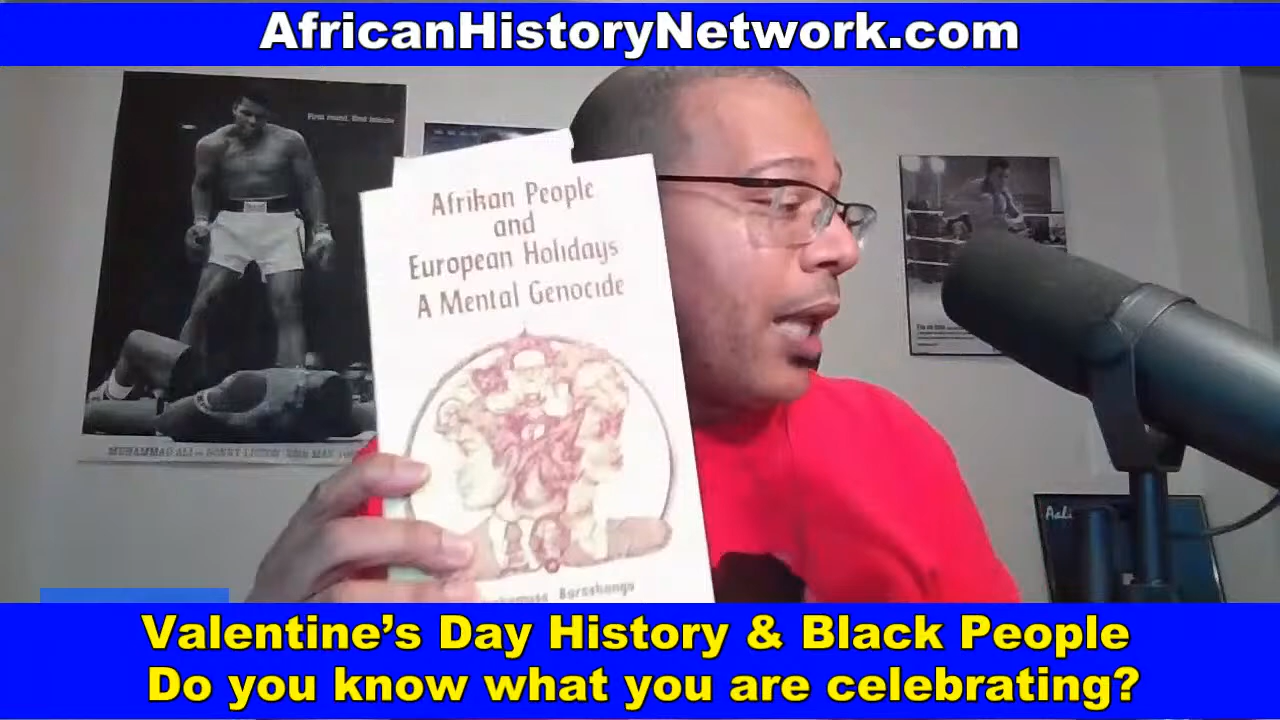 AfricanHistoryNetwork.com
First round, First minute
Afrikan People
and
European Holidays
A Mental Genocide
MUHAMMAD ALI vs SONNY LISTON
Barashango
Valentine's Day History & Black People
Do you know what you are celebrating?